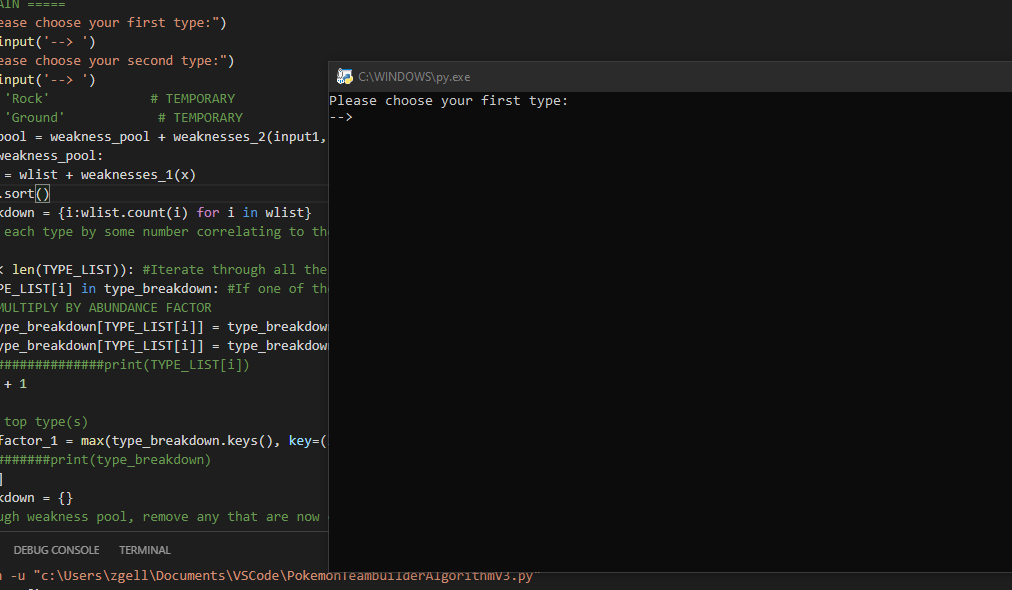 AIN =====
ease choose your first type:")
input('--> ')
ease choose your second type:")
input('--> ')
'Rock' # TEMPORARY
'Ground' # TEMPORARY
pool = weakness_pool + weaknesses_2(input1,
weakness_pool:
= wlist + weaknesses_1(x)
.sort()
kdown = {i:wlist.count(i) for i in wlist}
each type by some number correlating to the
< len(TYPE_LIST)): #Iterate through all the
PE_LIST[i] in type_breakdown: #If one of the
MULTIPLY BY ABUNDANCE FACTOR
ype_breakdown[TYPE_LIST[i]] = type_breakdown
ype_breakdown[TYPE_LIST[i]] = type_breakdown
##############print(TYPE_LIST[i])
+ 1
top type(s)
factor_1 = max(type_breakdown.keys(), key=(
#######print(type_breakdown)
]
kdown = {}
ugh weakness pool, remove any that are now
DEBUG CONSOLE TERMINAL
-u "c:\Users\zgell\Documents\VSCode\PokemonTeambuilderAlgorithmV3.py"
C:\WINDOWS\py.exe
Please choose your first type:
-->